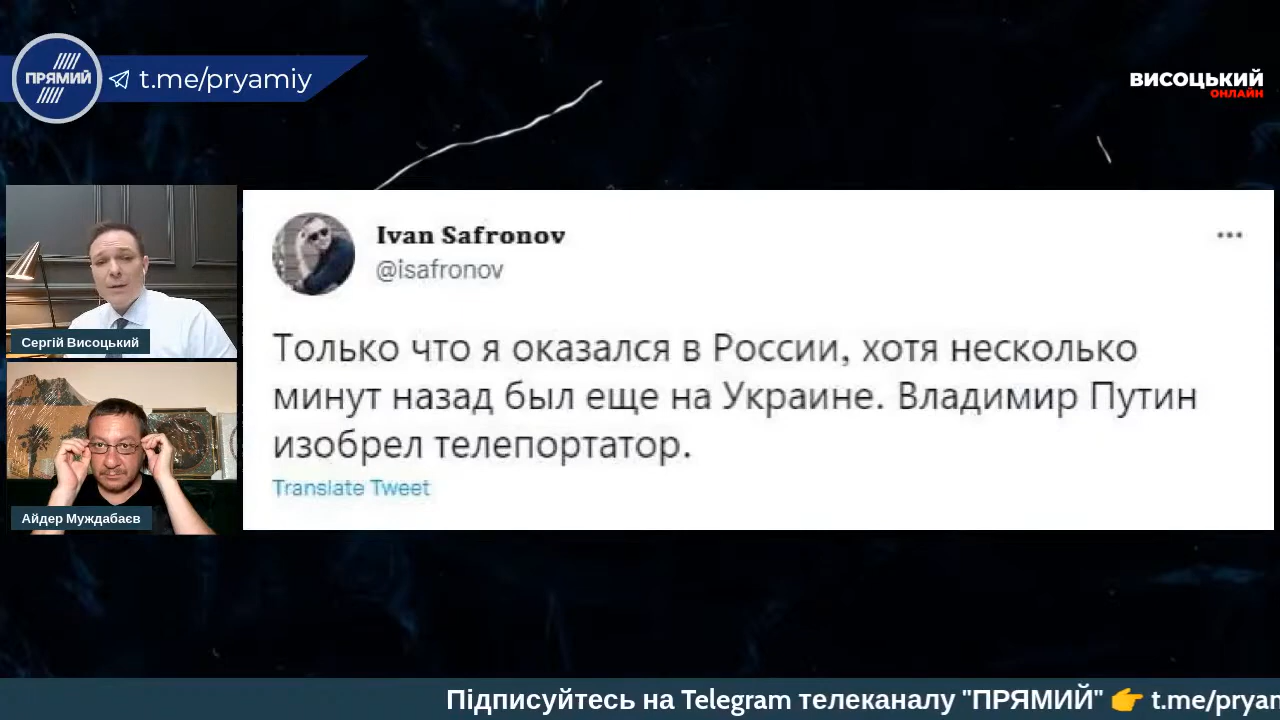 ПРЯМИЙ
t.me/pryamiy
ВИСОЦЬКИЙ
ОНЛАЙН
Сергій Висоцький
Айдер Муждабаєв
Ivan Safronov
@isafronov
Только что я оказался в России, хотя несколько
минут назад был еще на Украине. Владимир Путин
изобрел телепортатор.
Translate Tweet
Підписуйтесь на Telegram телеканалу "ПРЯМИЙ" 👉 t.me/pryam